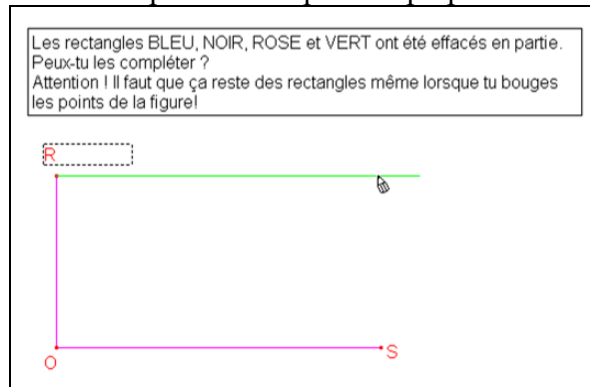 Les rectangles BLEU, NOIR, ROSE et VERT ont été effacés en partie.
Peux-tu les compléter ?
Attention ! Il faut que ça reste des rectangles même lorsque tu bouges
les points de la figure!
R
O
S